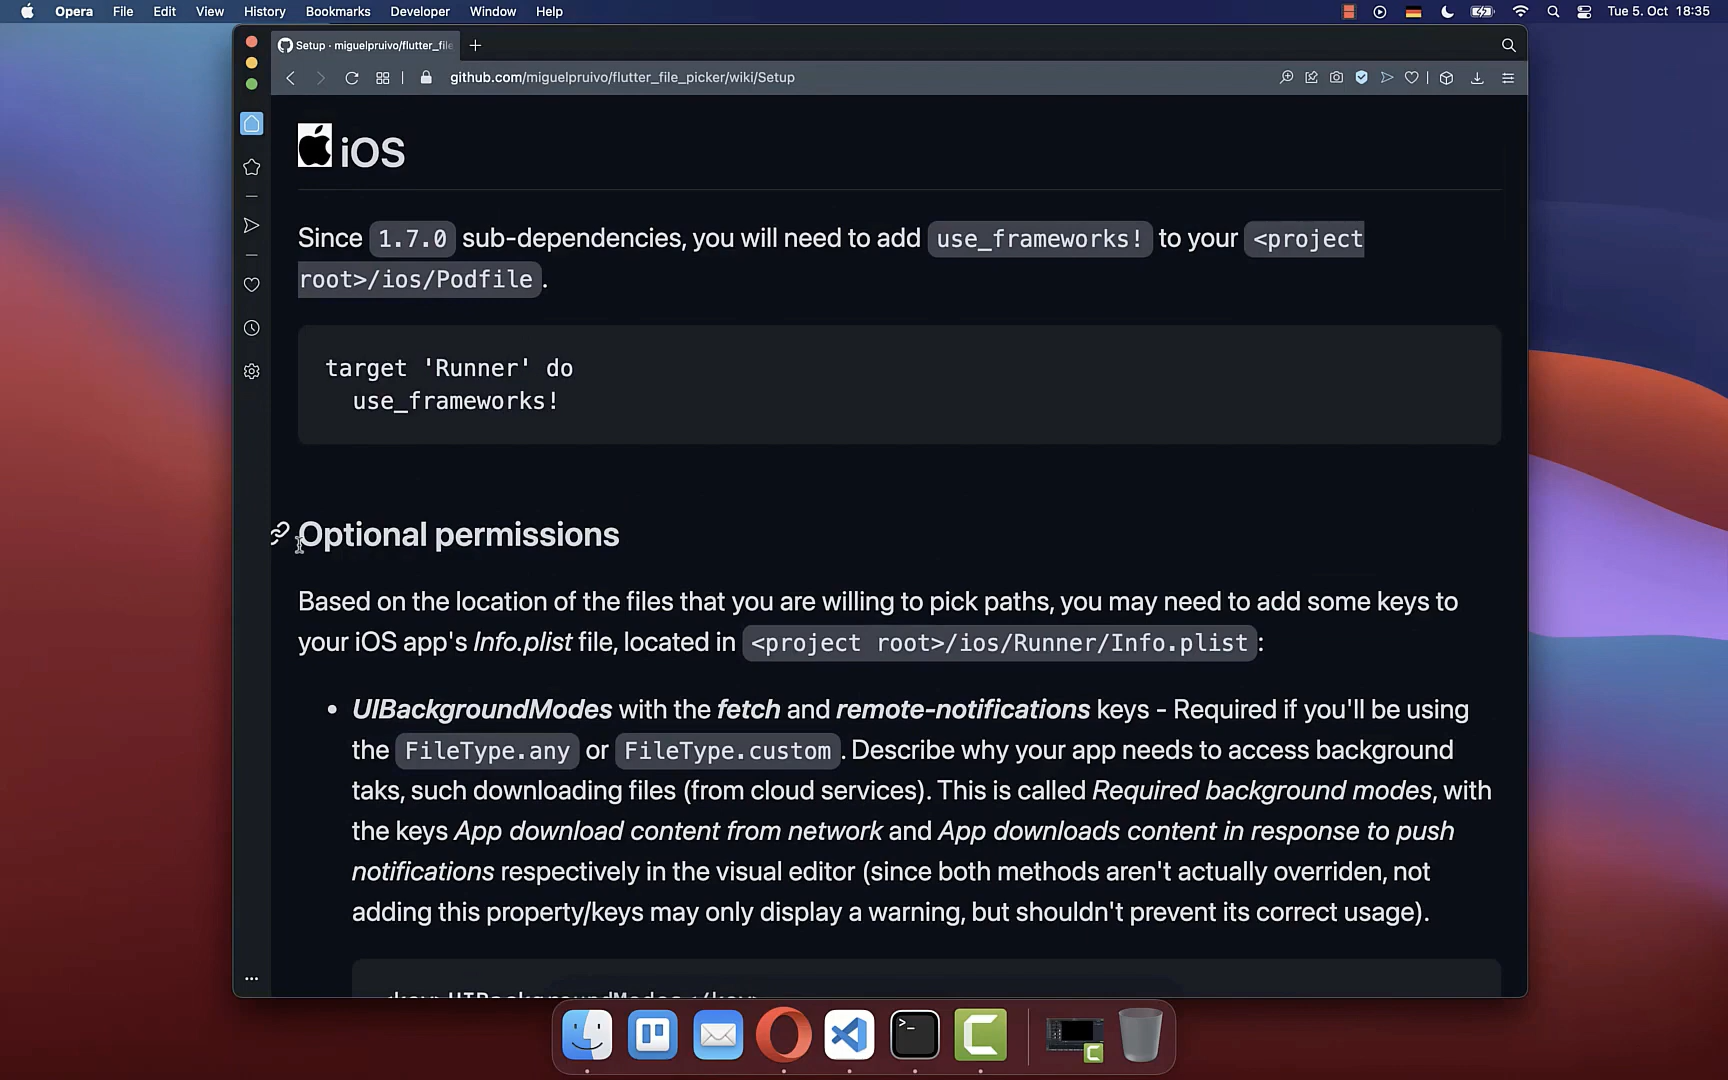 Opera File Edit View History Bookmarks Developer Window Help Tue 5. Oct 18:35
Setup · miguelpruivo/flutter_file
github.com/miguelpruivo/flutter_file_picker/wiki/Setup
iOS
Since 1.7.0 sub-dependencies, you will need to add use_frameworks! to your <project
root>/ios/Podfile.
target 'Runner' do
use_frameworks!
Optional permissions
Based on the location of the files that you are willing to pick paths, you may need to add some keys to
your iOS app's Info.plist file, located in <project root>/ios/Runner/Info.plist:
• UIBackgroundModes with the fetch and remote-notifications keys - Required if you'll be using
the FileType.any or FileType.custom. Describe why your app needs to access background
taks, such downloading files (from cloud services). This is called Required background modes, with
the keys App download content from network and App downloads content in response to push
notifications respectively in the visual editor (since both methods aren't actually overriden, not
adding this property/keys may only display a warning, but shouldn't prevent its correct usage).
<key>UIBackgroundModes</key>